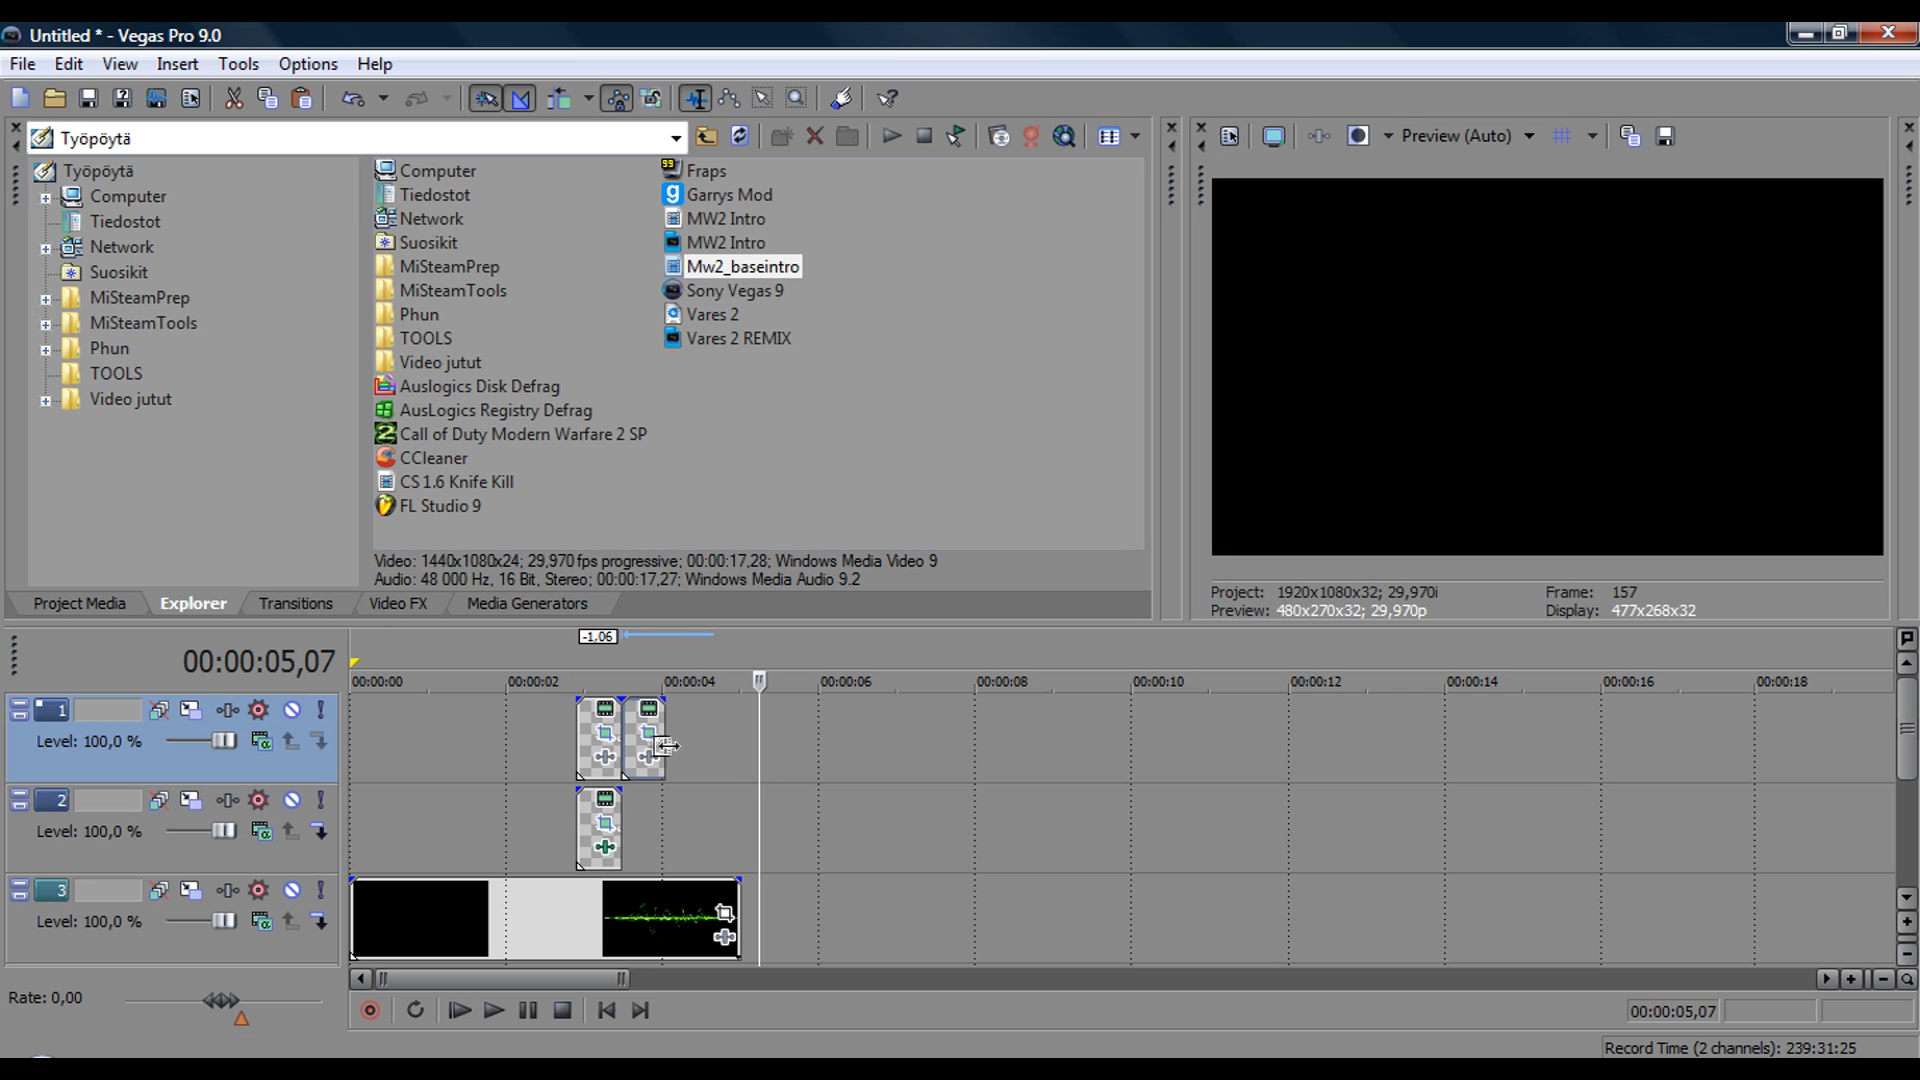 Untitled * - Vegas Pro 9.0
File Edit View Insert Tools Options Help
Työpöytä
Preview (Auto)
Työpöytä
Computer
Tiedostot
Network
Suosikit
MiSteamPrep
MiSteamTools
Phun
TOOLS
Video jutut
Computer
Tiedostot
Network
Suosikit
MiSteamPrep
MiSteamTools
Phun
TOOLS
Video jutut
Auslogics Disk Defrag
AusLogics Registry Defrag
Call of Duty Modern Warfare 2 SP
CCleaner
CS 1.6 Knife Kill
FL Studio 9
Fraps
Garrys Mod
MW2 Intro
MW2 Intro
Mw2_baseintro
Sony Vegas 9
Vares 2
Vares 2 REMIX
Video: 1440x1080x24; 29,970 fps progressive; 00:00:17,28; Windows Media Video 9
Audio: 48 000 Hz, 16 Bit, Stereo; 00:00:17,27; Windows Media Audio 9.2
Project Media Explorer Transitions Video FX Media Generators
Project: 1920x1080x32; 29,970i Frame: 157
Preview: 480x270x32; 29,970p Display: 477x268x32
00:00:05,07
-1.06
00:00:00 00:00:02 00:00:04 00:00:06 00:00:08 00:00:10 00:00:12 00:00:14 00:00:16 00:00:18
1
Level: 100,0 %
2
Level: 100,0 %
3
Level: 100,0 %
Rate: 0,00
00:00:05,07
Record Time (2 channels): 239:31:25